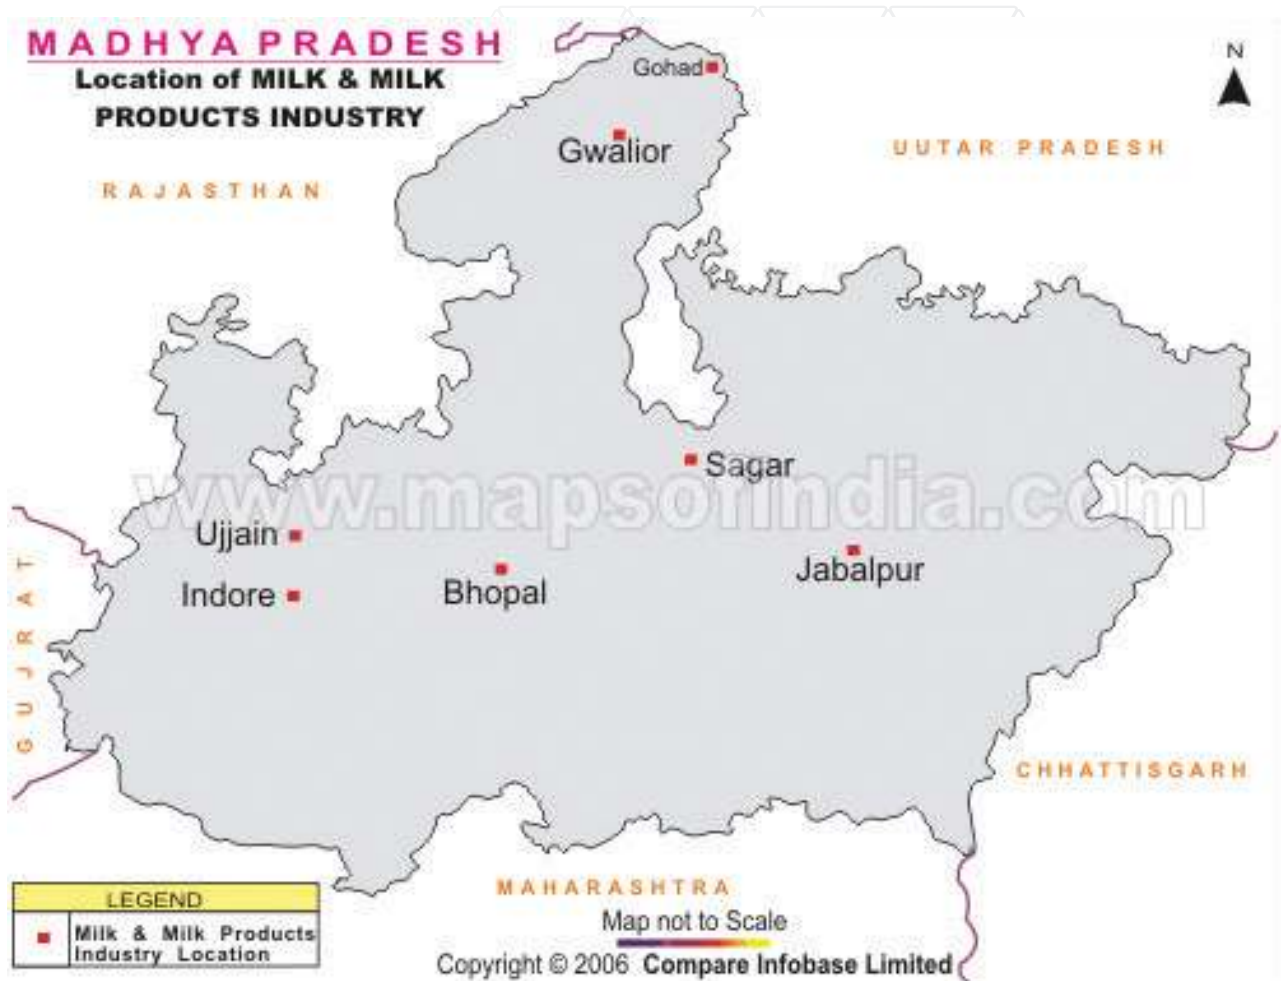 MADHYA PRADESH
Location of MILK & MILK
PRODUCTS INDUSTRY
N
Gohad
Gwalior
UUTAR PRADESH
RAJASTHAN
www.mapsofindia.com
Sagar
Ujjain
Jabalpur
Indore
Bhopal
GUJRAT
CHHATTISGARH
MAHARASHTRA
LEGEND
Milk & Milk Products
Industry Location
Map not to Scale
Copyright © 2006 Compare Infobase Limited